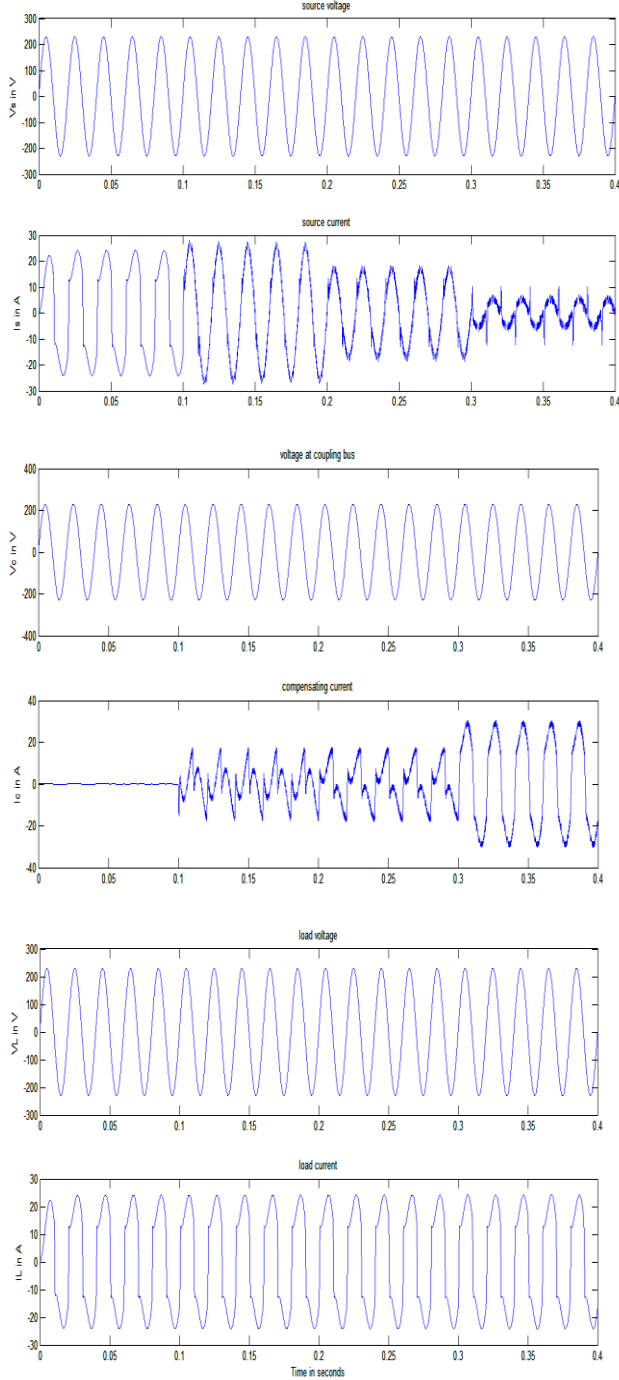 source voltage
300
200
100
0
-100
-200
-300
Vs in V
0 0.05 0.1 0.15 0.2 0.25 0.3 0.35 0.4
source current
30
20
10
0
-10
-20
-30
Is in A
0 0.05 0.1 0.15 0.2 0.25 0.3 0.35 0.4
voltage at coupling bus
400
200
0
-200
-400
Vc in V
0 0.05 0.1 0.15 0.2 0.25 0.3 0.35 0.4
compensating current
40
20
0
-20
-40
Ic in A
0 0.05 0.1 0.15 0.2 0.25 0.3 0.35 0.4
load voltage
300
200
100
0
-100
-200
-300
VL in V
0 0.05 0.1 0.15 0.2 0.25 0.3 0.35 0.4
load current
30
20
10
0
-10
-20
-30
IL in A
0 0.05 0.1 0.15 0.2 0.25 0.3 0.35 0.4
Time in seconds